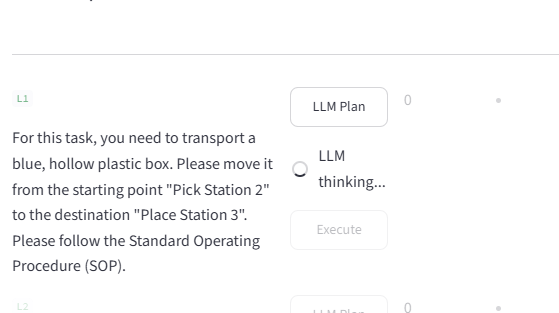 L1
LLM Plan
0
For this task, you need to transport a
blue, hollow plastic box. Please move it
from the starting point "Pick Station 2"
to the destination "Place Station 3".
Please follow the Standard Operating
Procedure (SOP).
LLM
thinking...
Execute
L2
LLM Plan
0